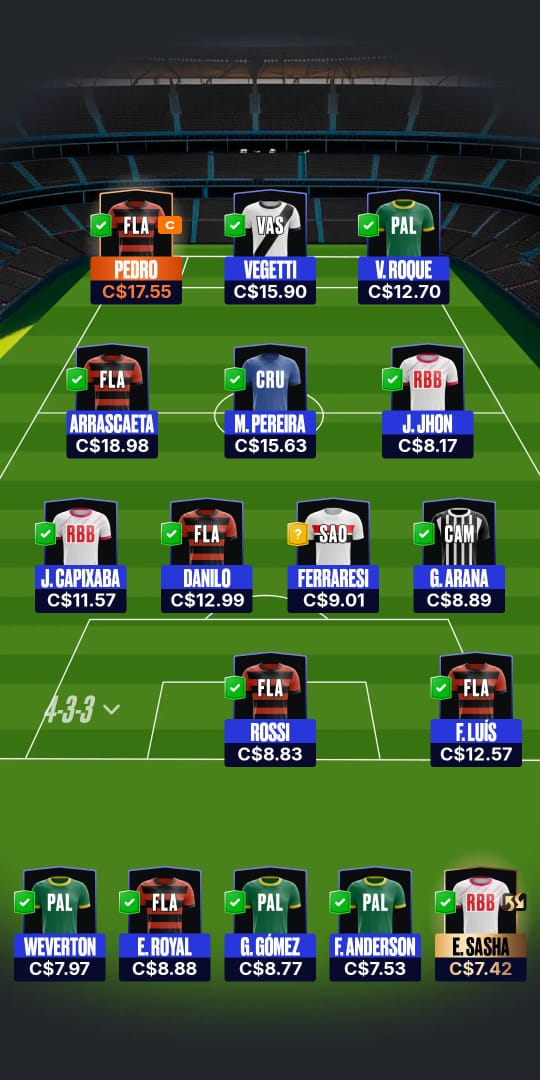 FLA C VAS PAL
PEDRO VEGETTI V. ROQUE
C$17.55 C$15.90 C$12.70
FLA CRU RBB
ARRASCAETA M. PEREIRA J. JHON
C$18.98 C$15.63 C$8.17
RBB FLA ? SAO CAM
J. CAPIXABA DANILO FERRARESI G. ARANA
C$11.57 C$12.99 C$9.01 C$8.89
FLA FLA
4-3-3 ROSSI F. LUÍS
C$8.83 C$12.57
PAL FLA PAL PAL RBB
WEVERTON E. ROYAL G. GÓMEZ F. ANDERSON E. SASHA
C$7.97 C$8.88 C$8.77 C$7.53 C$7.42